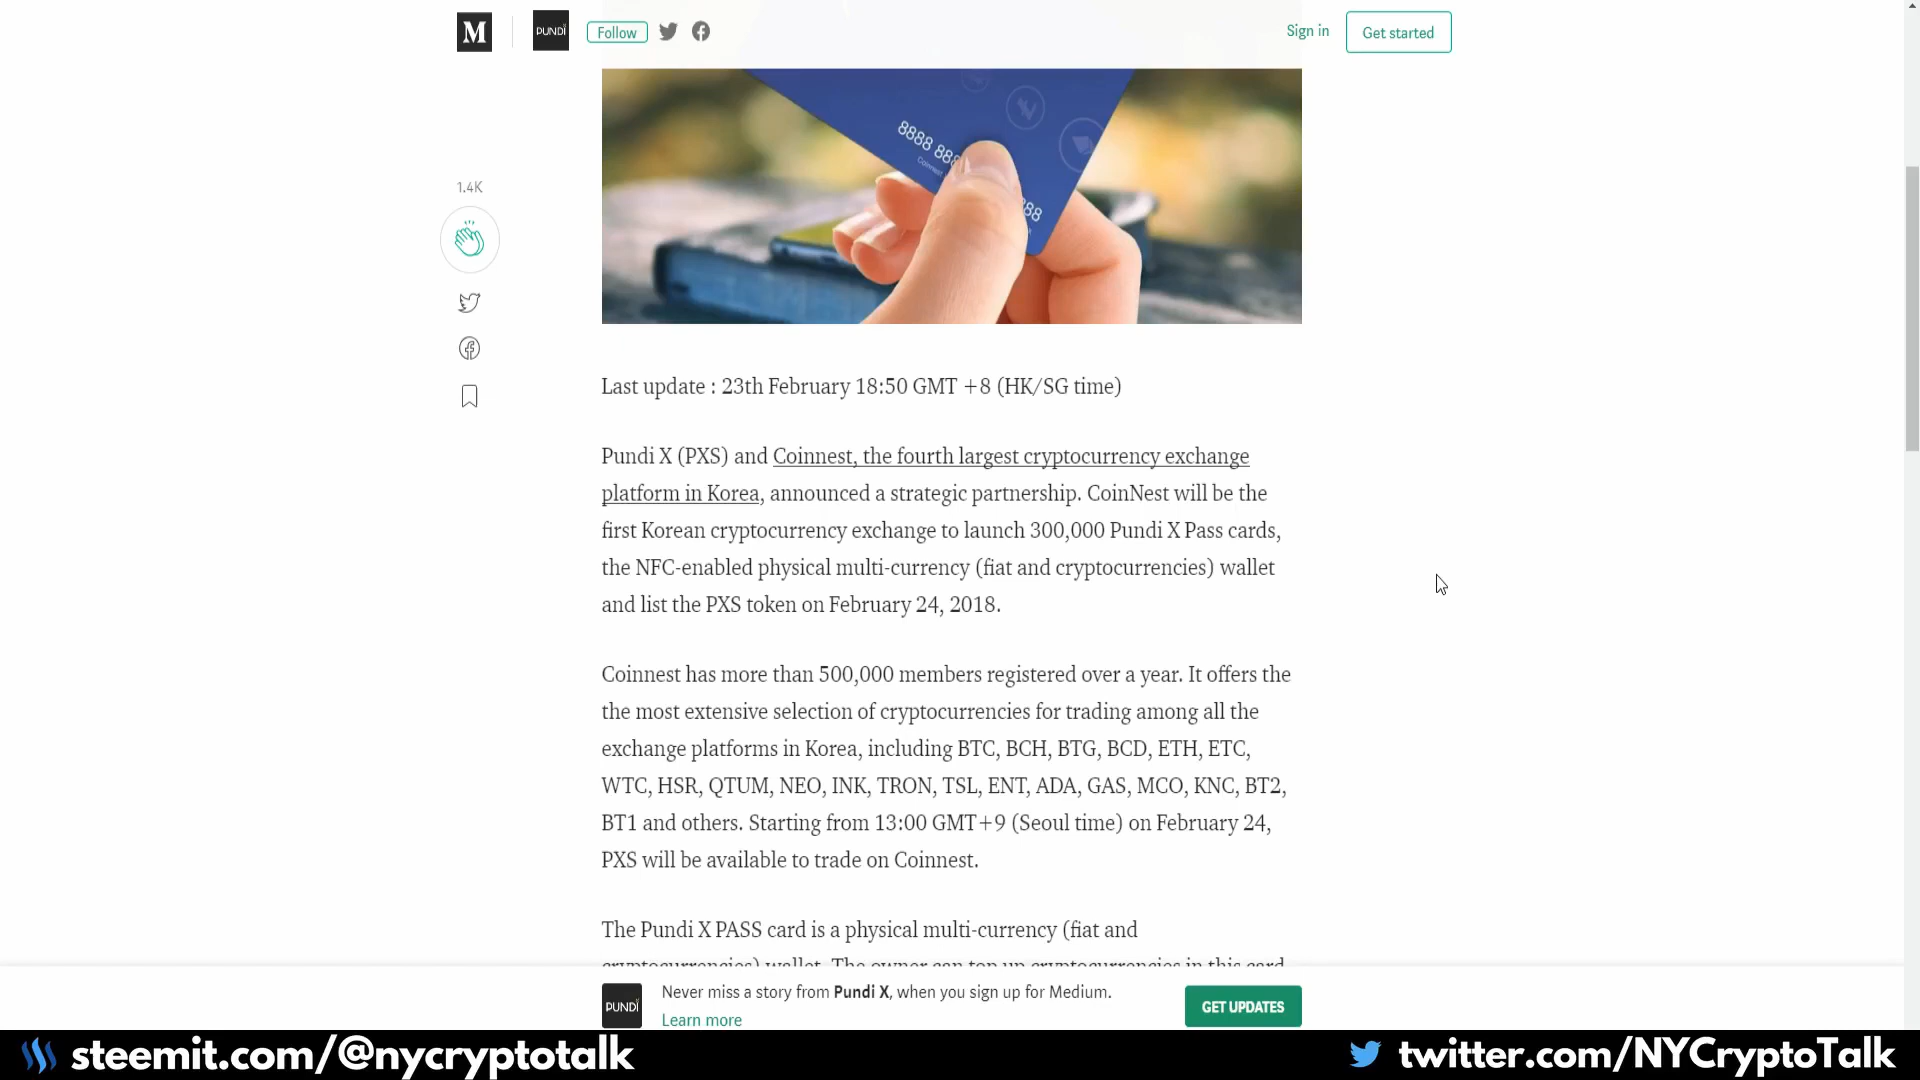 M
PUNDI
Follow
Sign in
Get started
8888 888
Coinnest
888
1.4K
Last update : 23th February 18:50 GMT +8 (HK/SG time)
Pundi X (PXS) and Coinnest, the fourth largest cryptocurrency exchange
platform in Korea, announced a strategic partnership. CoinNest will be the
first Korean cryptocurrency exchange to launch 300,000 Pundi X Pass cards,
the NFC-enabled physical multi-currency (fiat and cryptocurrencies) wallet
and list the PXS token on February 24, 2018.
Coinnest has more than 500,000 members registered over a year. It offers the
the most extensive selection of cryptocurrencies for trading among all the
exchange platforms in Korea, including BTC, BCH, BTG, BCD, ETH, ETC,
WTC, HSR, QTUM, NEO, INK, TRON, TSL, ENT, ADA, GAS, MCO, KNC, BT2,
BT1 and others. Starting from 13:00 GMT+9 (Seoul time) on February 24,
PXS will be available to trade on Coinnest.
The Pundi X PASS card is a physical multi-currency (fiat and
cryptocurrencies) wallet. The owner can top up cryptocurrencies in this card
PUNDI
Never miss a story from Pundi X, when you sign up for Medium.
Learn more
GET UPDATES
steemit.com/@nycryptotalk
twitter.com/NYCryptoTalk